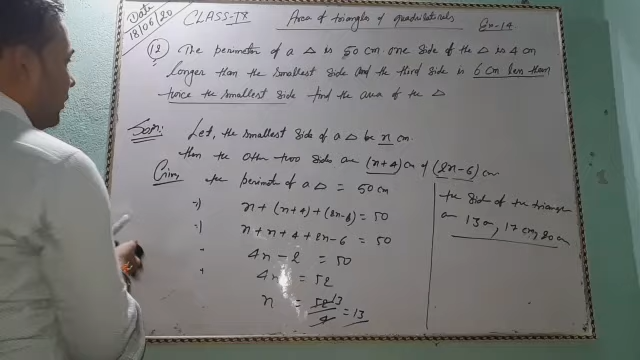 Date
18/06/20
CLASS-IX
Area of triangles & quadrilaterals
Ex-14
12
The perimeter of a Δ is 50 cm. one side of the Δ is 4 cm
longer than the smallest side and the third side is 6 cm less than
twice the smallest side find the area of the Δ
Soln:
Let, the smallest side of a Δ be x cm.
then the other two sides are (x+4) cm & (2x-6) cm
Given, the perimeter of a Δ = 50 cm
x + (x+4) + (2x-6) = 50
x + x + 4 + 2x - 6 = 50
4x - 2 = 50
4x = 52
x = 52/4 = 13
13
the side of the triangle
are 13 cm, 17 cm, 20 cm